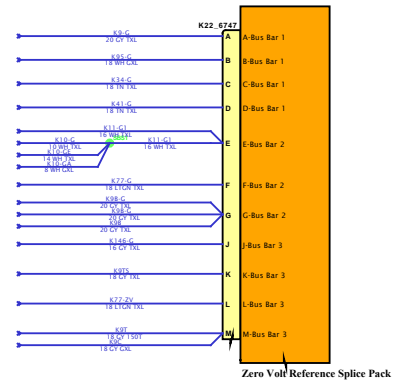 K22_6747
K9-G
20 GY TXL
A
A-Bus Bar 1
K95-G
18 WH GXL
B
B-Bus Bar 1
K34-G
18 TN TXL
C
C-Bus Bar 1
K41-G
18 TN TXL
D
D-Bus Bar 1
K11-G1
16 WH TXL
K10-G
10 WH TXL
K11-G1
16 WH TXL
E
E-Bus Bar 2
K10-GE
14 WH TXL
K10-GA
8 WH GXL
K77-G
18 LTGN TXL
F
F-Bus Bar 2
K98-G
20 GY TXL
K98-G
20 GY TXL
G
G-Bus Bar 2
K98
20 GY TXL
K146-G
16 GY TXL
J
J-Bus Bar 3
K9TS
18 GY TXL
K
K-Bus Bar 3
K77-ZV
18 LTGN TXL
L
L-Bus Bar 3
K9T
18 GY 150T
M
M-Bus Bar 3
K9C
18 GY GXL
Zero Volt Reference Splice Pack